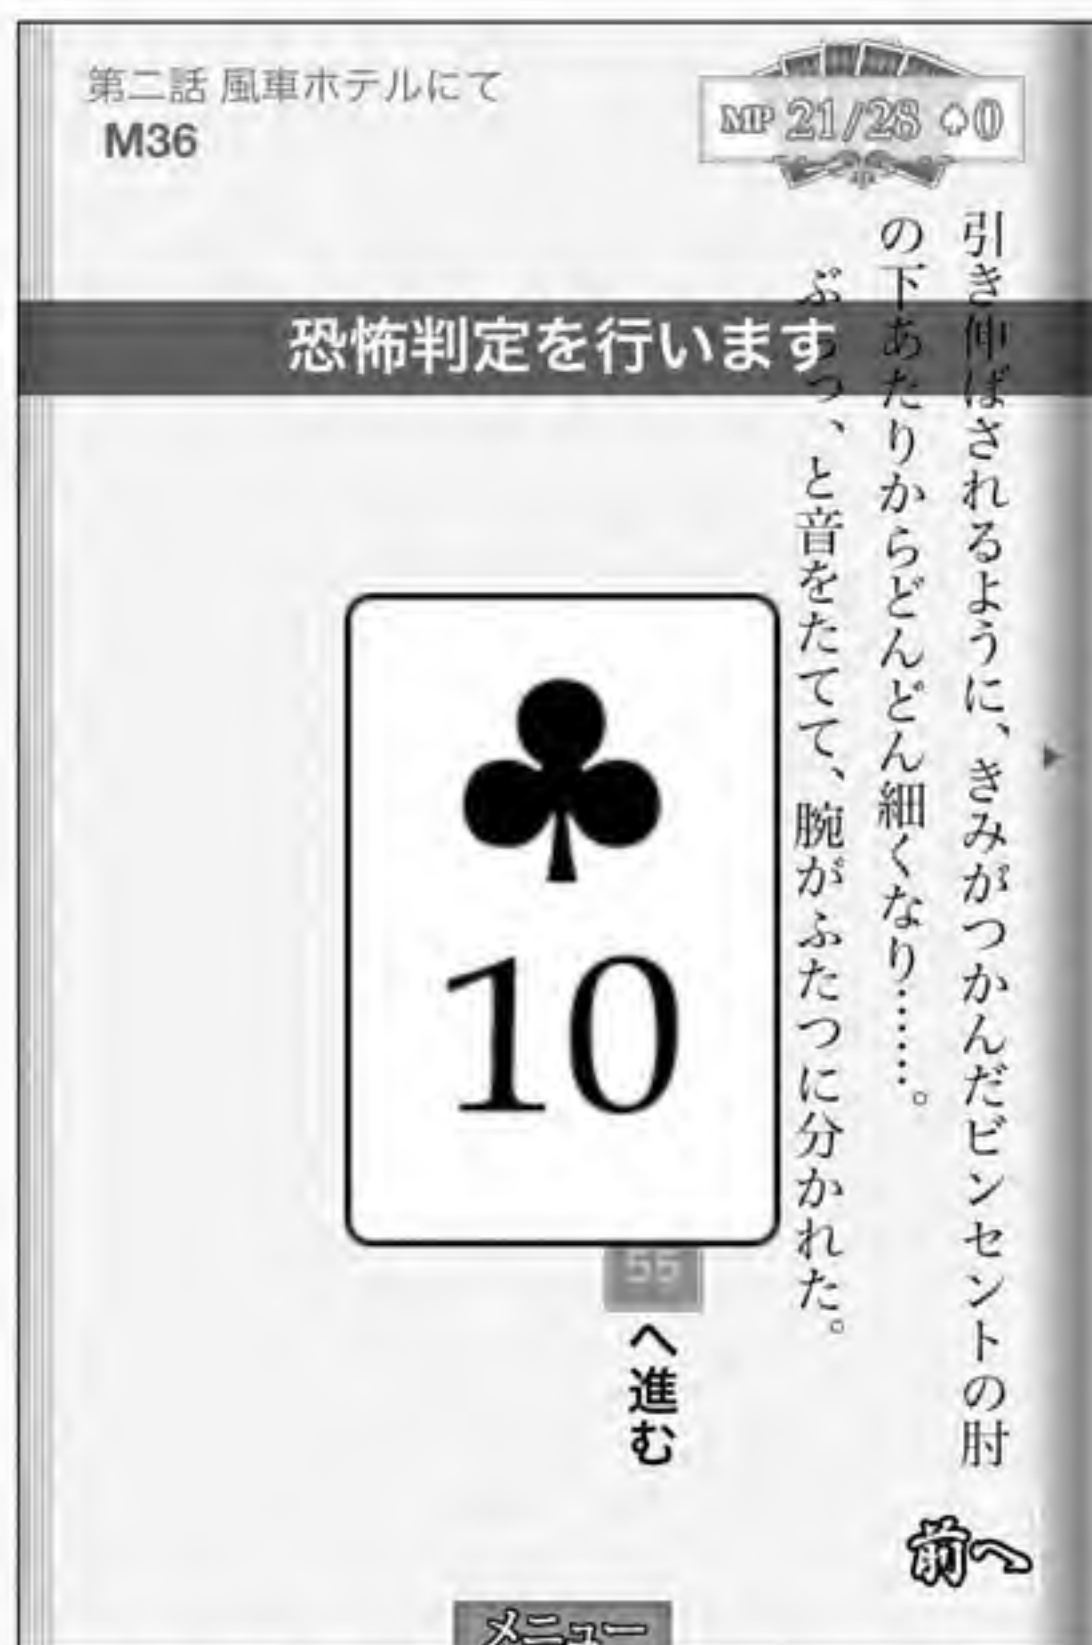 第二話 風車ホテルにて
M36
MP 21/28 ♤0
恐怖判定を行います
引き伸ばされるように、きみがつかんだビンセントの肘
の下あたりからどんどん細くなり……。
ぶつっ、と音をたてて、腕がふたつに分かれた。
♣
10
55
へ進む
前へ
メニュー